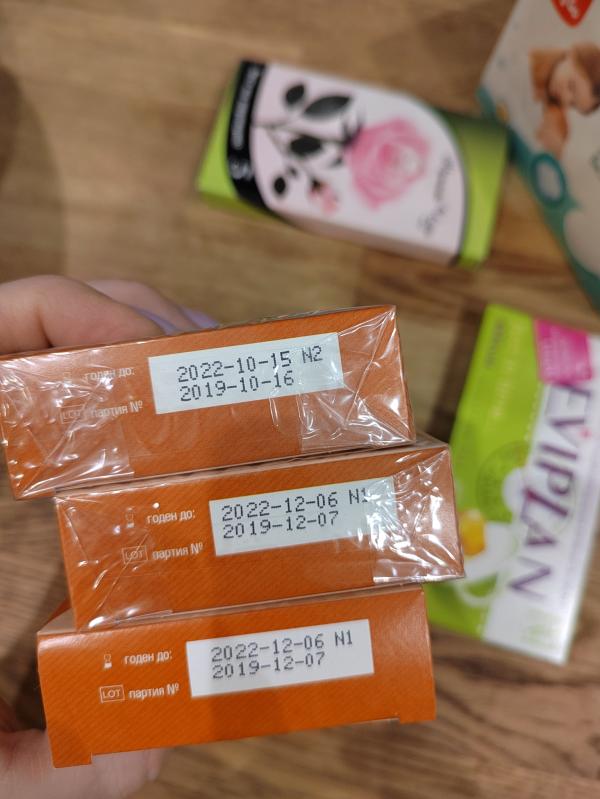 годен до: 2022-10-15 N2
LOT партия № 2019-10-16
годен до: 2022-12-06 N1
LOT партия № 2019-12-07
годен до: 2022-12-06 N1
LOT партия № 2019-12-07
EVIPLAN